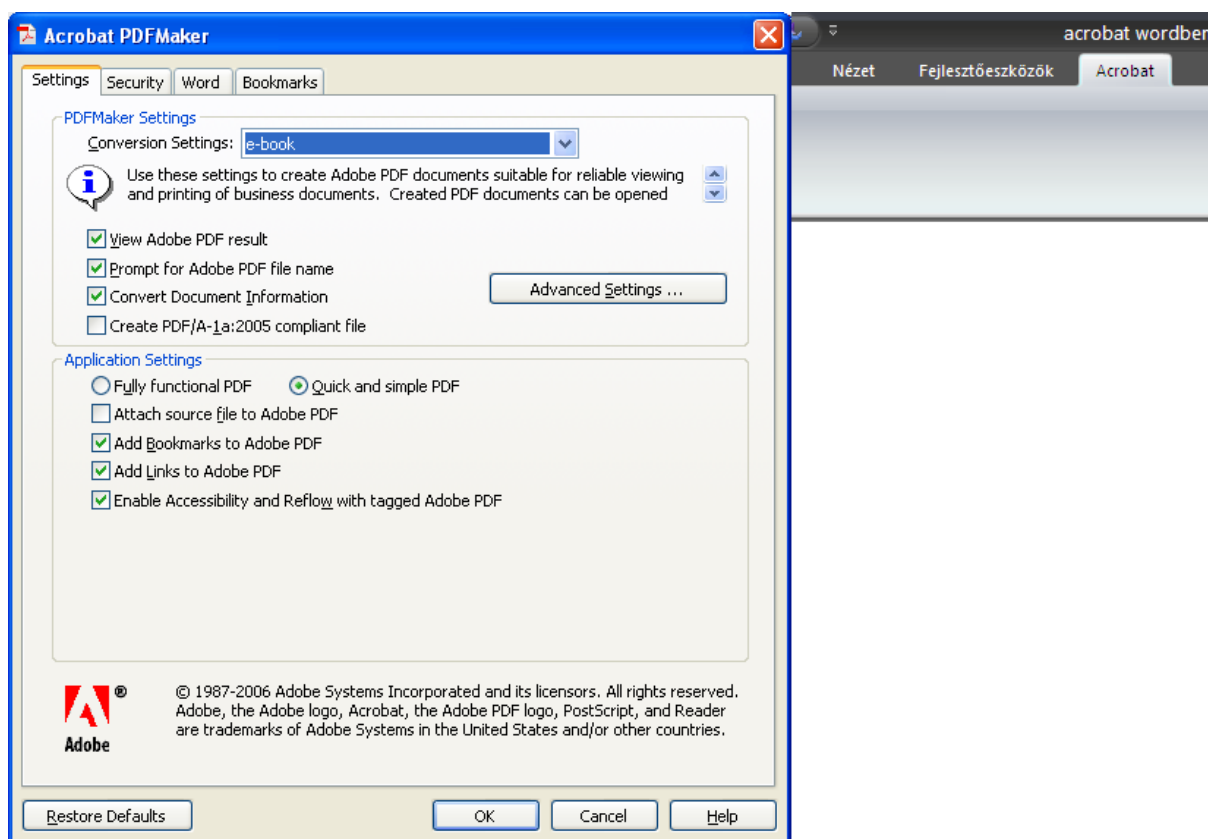 Acrobat PDFMaker
acrobat wordber
Nézet Fejlesztőeszközök Acrobat
Settings Security Word Bookmarks
PDFMaker Settings
Conversion Settings: e-book
Use these settings to create Adobe PDF documents suitable for reliable viewing
and printing of business documents. Created PDF documents can be opened
View Adobe PDF result
Prompt for Adobe PDF file name
Convert Document Information
Advanced Settings ...
Create PDF/A-1a:2005 compliant file
Application Settings
Fully functional PDF Quick and simple PDF
Attach source file to Adobe PDF
Add Bookmarks to Adobe PDF
Add Links to Adobe PDF
Enable Accessibility and Reflow with tagged Adobe PDF
Adobe
® © 1987-2006 Adobe Systems Incorporated and its licensors. All rights reserved.
Adobe, the Adobe logo, Acrobat, the Adobe PDF logo, PostScript, and Reader
are trademarks of Adobe Systems in the United States and/or other countries.
Restore Defaults OK Cancel Help